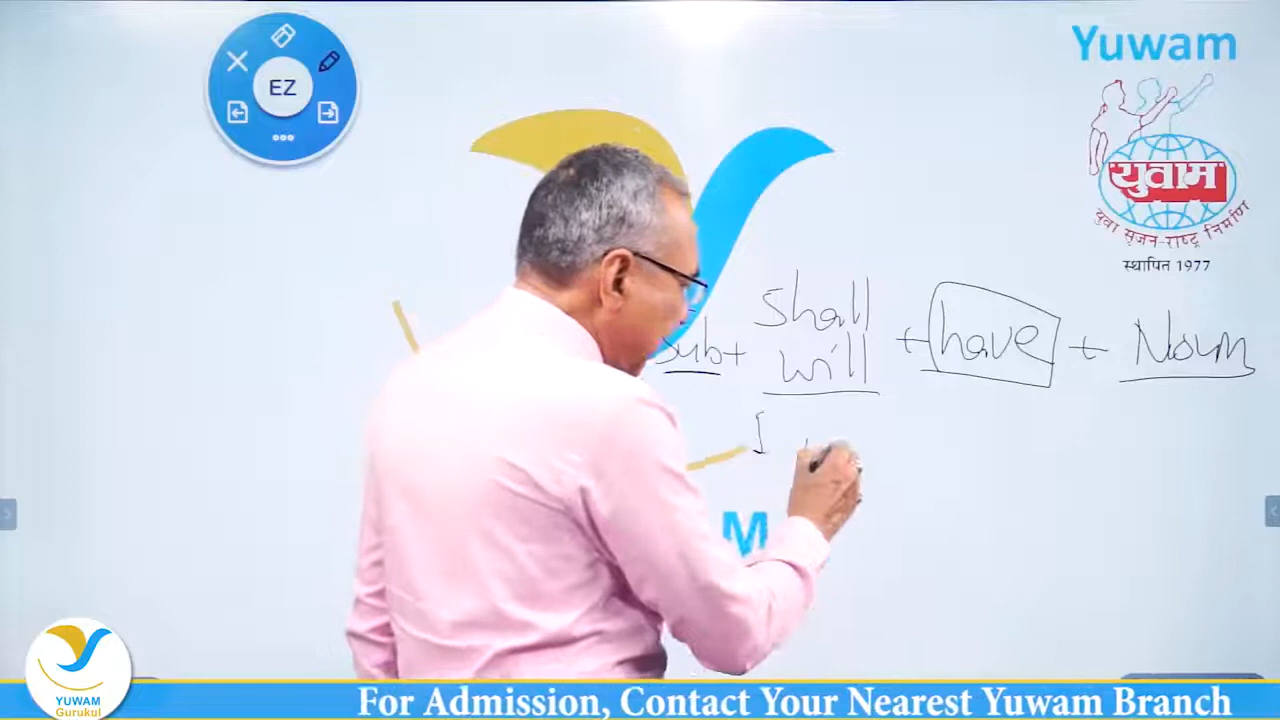 EZ
Yuwam
युवाम
युवा सृजन-राष्ट्र निर्माण
स्थापित 1977
Sub + shall + have + Noun
will
I
M
YUWAM
Gurukul
For Admission, Contact Your Nearest Yuwam Branch